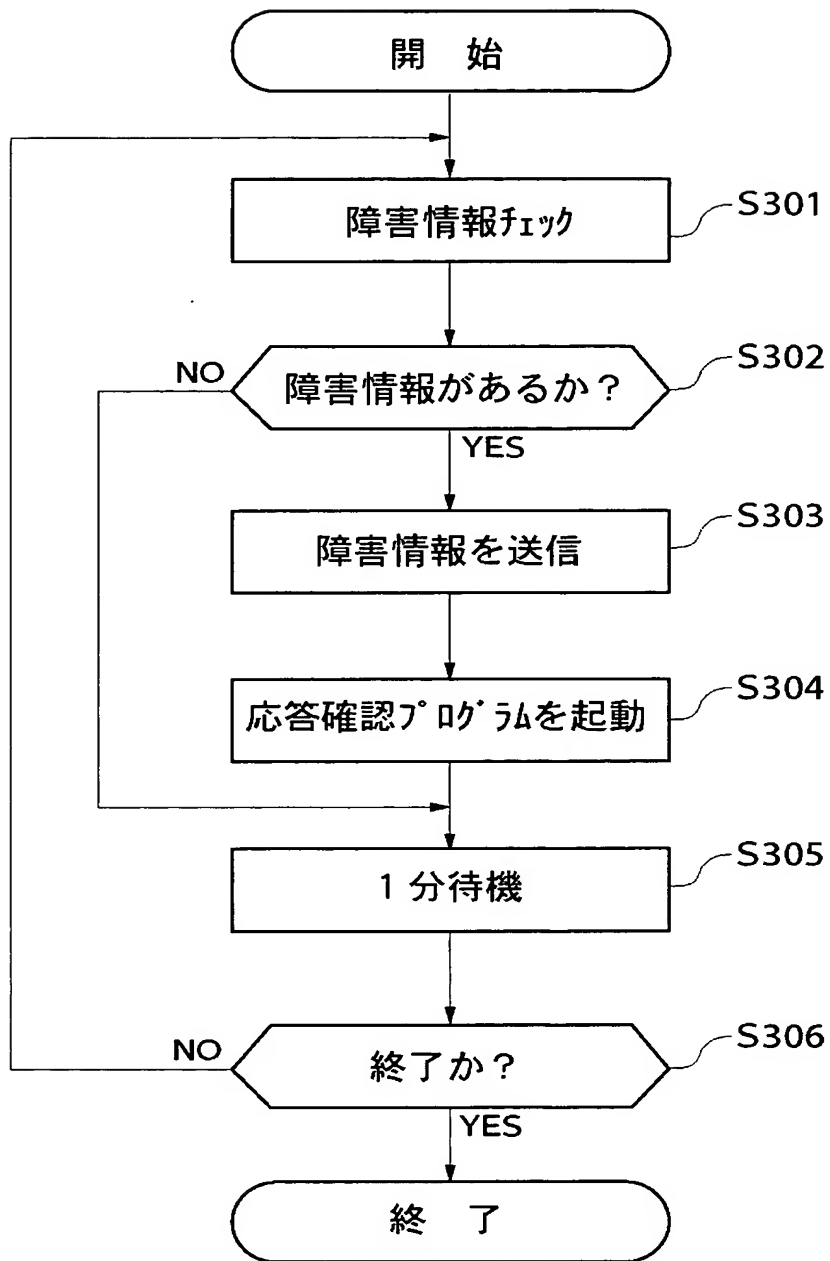 開　始
障害情報ﾁｪｯｸ
S301
障害情報があるか？
S302
NO
YES
障害情報を送信
S303
応答確認ﾌﾟﾛｸﾞﾗﾑを起動
S304
1分待機
S305
終了か？
S306
NO
YES
終　了